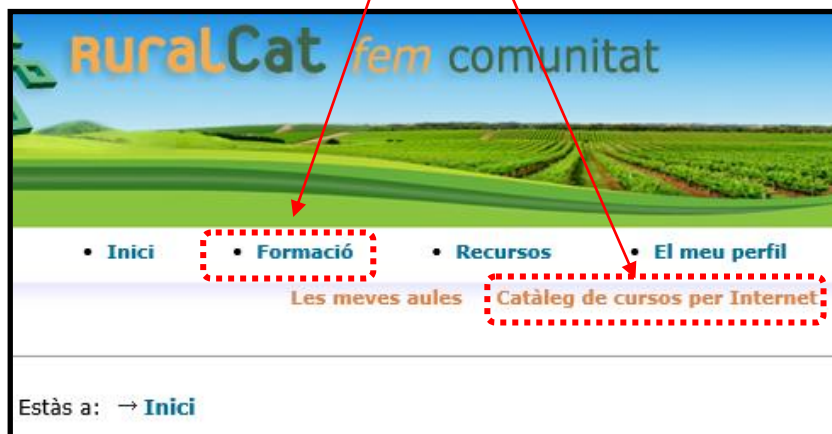 RuralCat fem comunitat
• Inici • Formació • Recursos • El meu perfil
Les meves aules Catàleg de cursos per Internet
Estàs a: → Inici